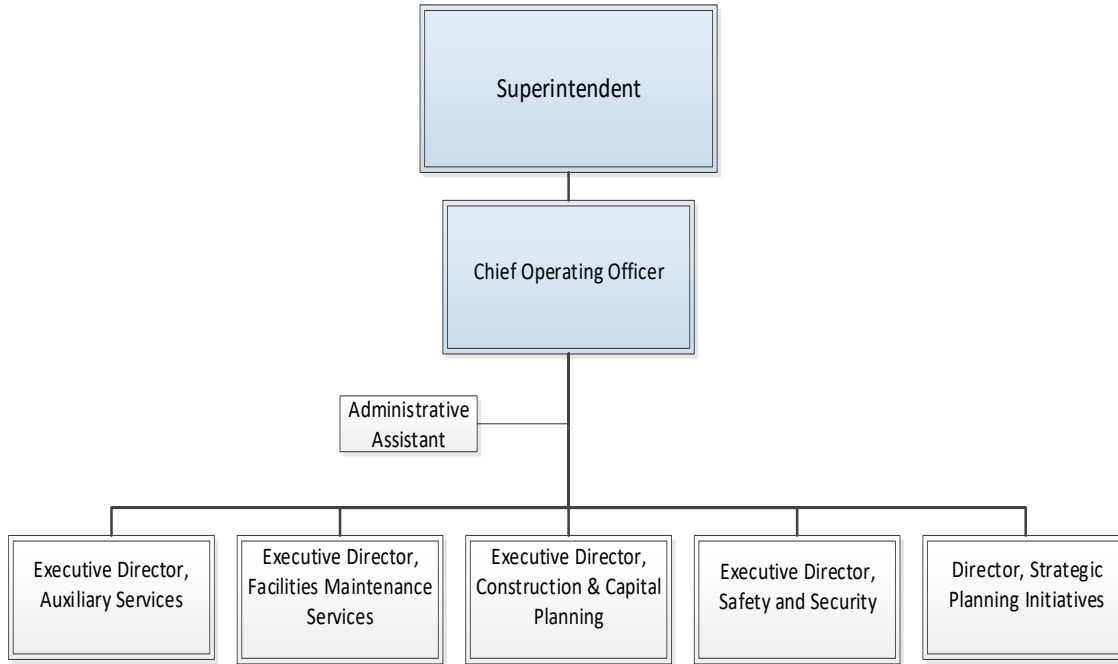 Superintendent
Chief Operating Officer
Administrative
Assistant
Executive Director,
Auxiliary Services
Executive Director,
Facilities Maintenance
Services
Executive Director,
Construction & Capital
Planning
Executive Director,
Safety and Security
Director, Strategic
Planning Initiatives